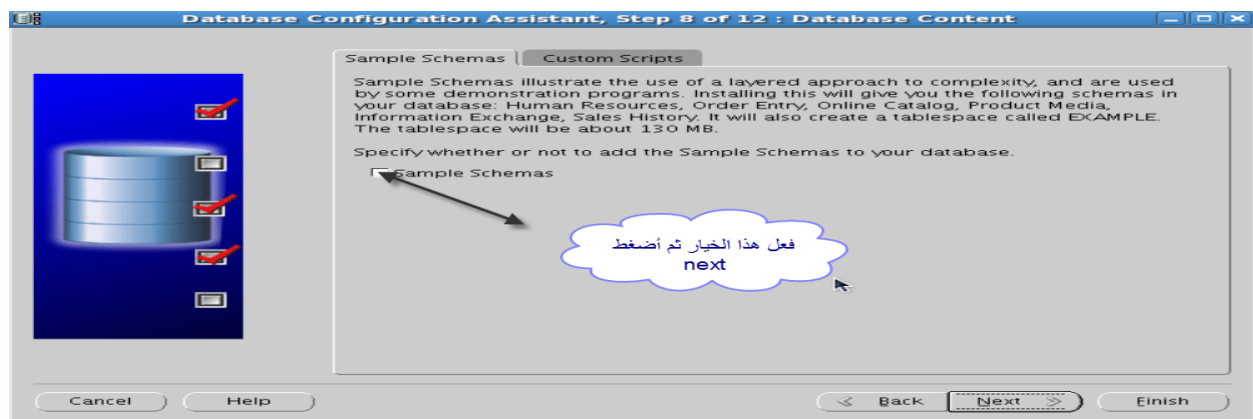 Database Configuration Assistant, Step 8 of 12 : Database Content
Sample Schemas
Custom Scripts
Sample Schemas illustrate the use of a layered approach to complexity, and are used
by some demonstration programs. Installing this will give you the following schemas in
your database: Human Resources, Order Entry, Online Catalog, Product Media,
Information Exchange, Sales History. It will also create a tablespace called EXAMPLE.
The tablespace will be about 130 MB.
Specify whether or not to add the Sample Schemas to your database.
Sample Schemas
فعل هذا الخيار ثم أضغط
next
Cancel
Help
Back
Next
Finish